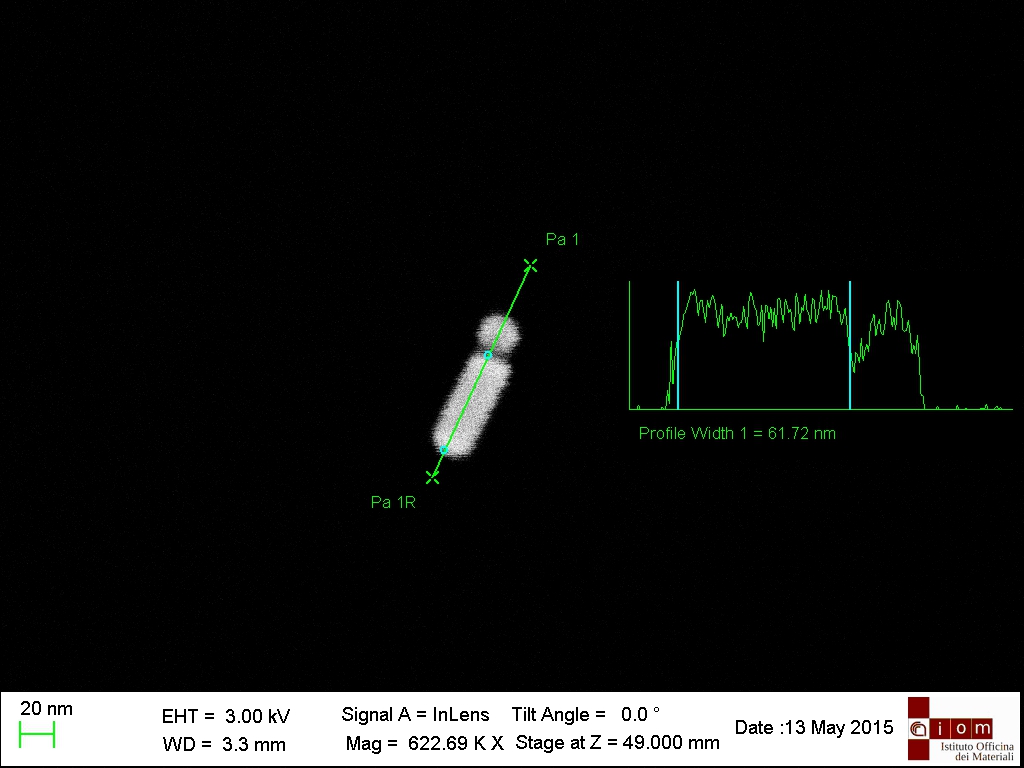 Pa 1
Profile Width 1 = 61.72 nm
Pa 1R
20 nm
EHT = 3.00 kV
WD = 3.3 mm
Signal A = InLens
Mag = 622.69 K X
Tilt Angle = 0.0 °
Stage at Z = 49.000 mm
Date :13 May 2015
iom
Istituto Officina
dei Materiali